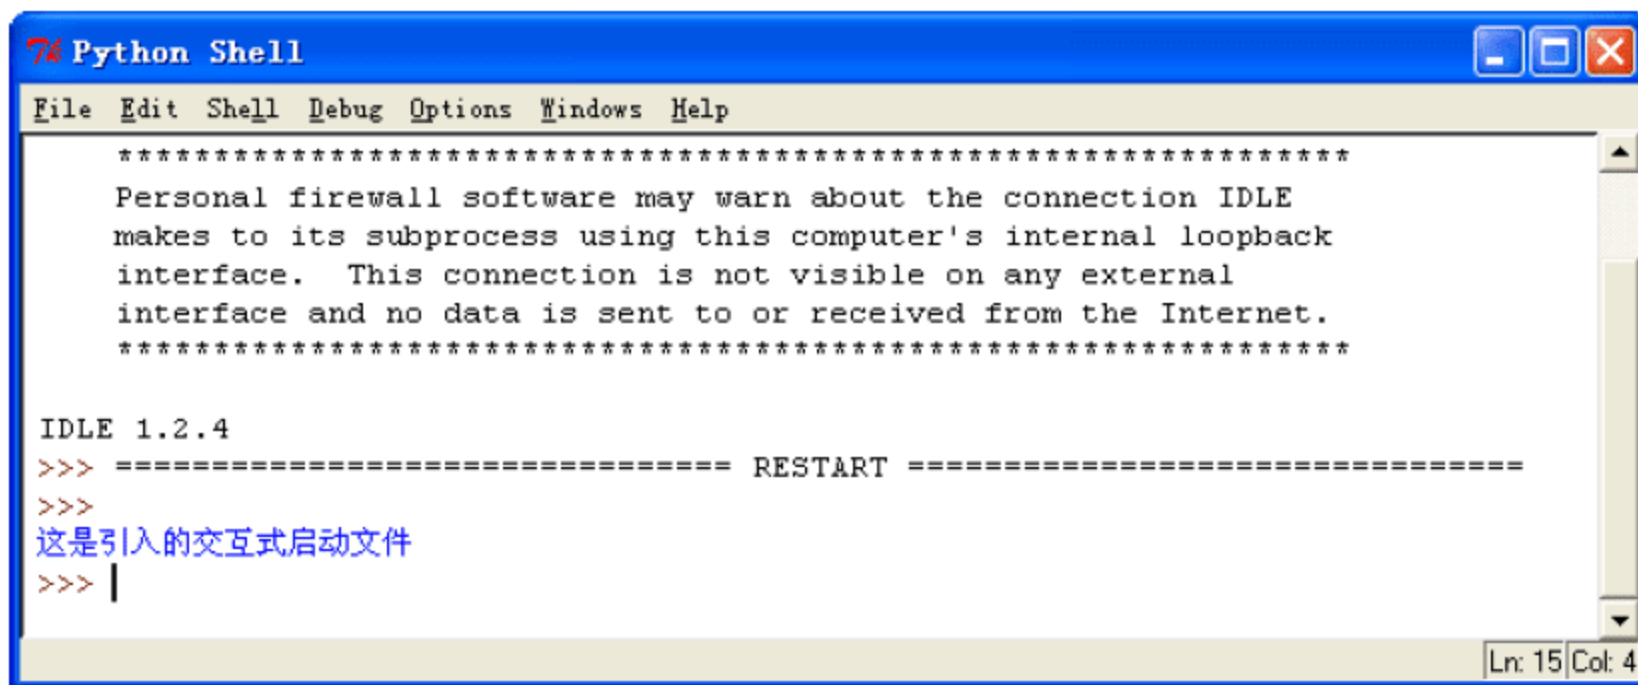 Python Shell
File Edit Shell Debug Options Windows Help
****************************************************************
Personal firewall software may warn about the connection IDLE
makes to its subprocess using this computer's internal loopback
interface.  This connection is not visible on any external
interface and no data is sent to or received from the Internet.
****************************************************************
IDLE 1.2.4
>>> ================================ RESTART ================================
>>>
这是引入的交互式启动文件
>>>
Ln: 15 Col: 4